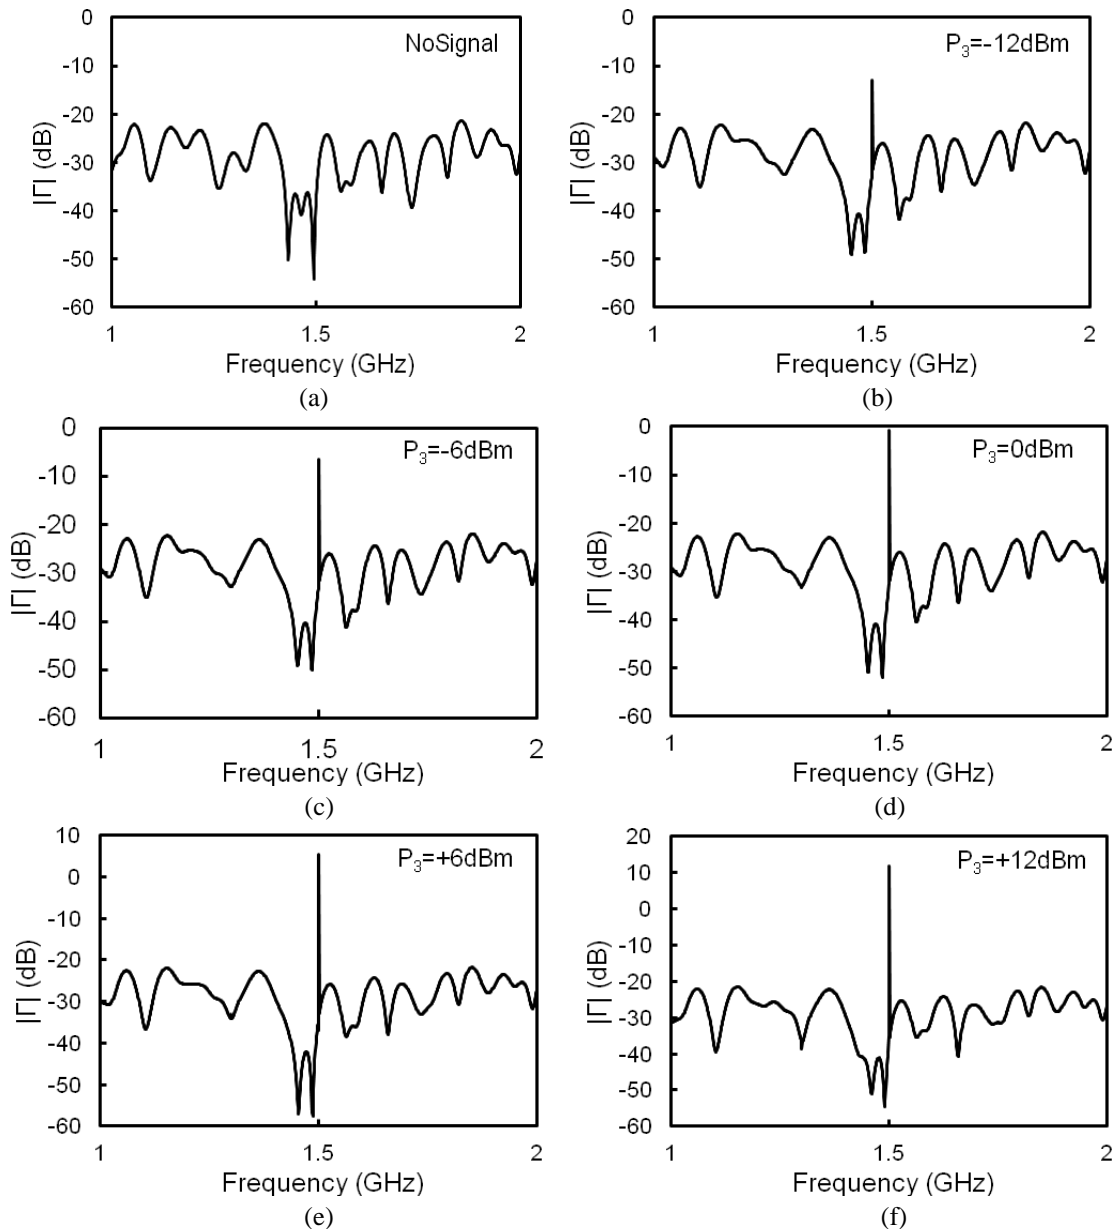 0
-10
-20
-30
-40
-50
-60
|Γ| (dB)
NoSignal
1
1.5
2
Frequency (GHz)
(a)
0
-10
-20
-30
-40
-50
-60
|Γ| (dB)
P₃=-12dBm
1
1.5
2
Frequency (GHz)
(b)
0
-10
-20
-30
-40
-50
-60
|Γ| (dB)
P₃=-6dBm
1
1.5
2
Frequency (GHz)
(c)
0
-10
-20
-30
-40
-50
-60
|Γ| (dB)
P₃=0dBm
1
1.5
2
Frequency (GHz)
(d)
10
0
-10
-20
-30
-40
-50
-60
|Γ| (dB)
P₃=+6dBm
1
1.5
2
Frequency (GHz)
(e)
20
10
0
-10
-20
-30
-40
-50
-60
|Γ| (dB)
P₃=+12dBm
1
1.5
2
Frequency (GHz)
(f)